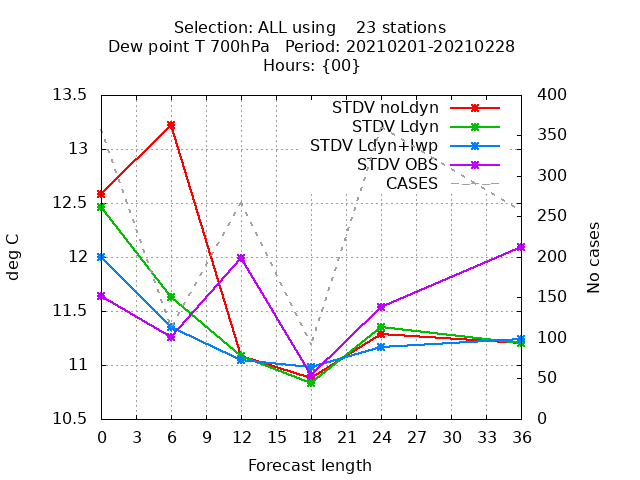 Selection: ALL using    23 stations
Dew point T 700hPa   Period: 20210201-20210228
Hours: {00}
STDV noLdyn
STDV Ldyn
STDV Ldyn+lwp
STDV OBS
CASES
13.5
13
12.5
12
11.5
11
10.5
deg C
400
350
300
250
200
150
100
50
0
No cases
0 3 6 9 12 15 18 21 24 27 30 33 36
Forecast length